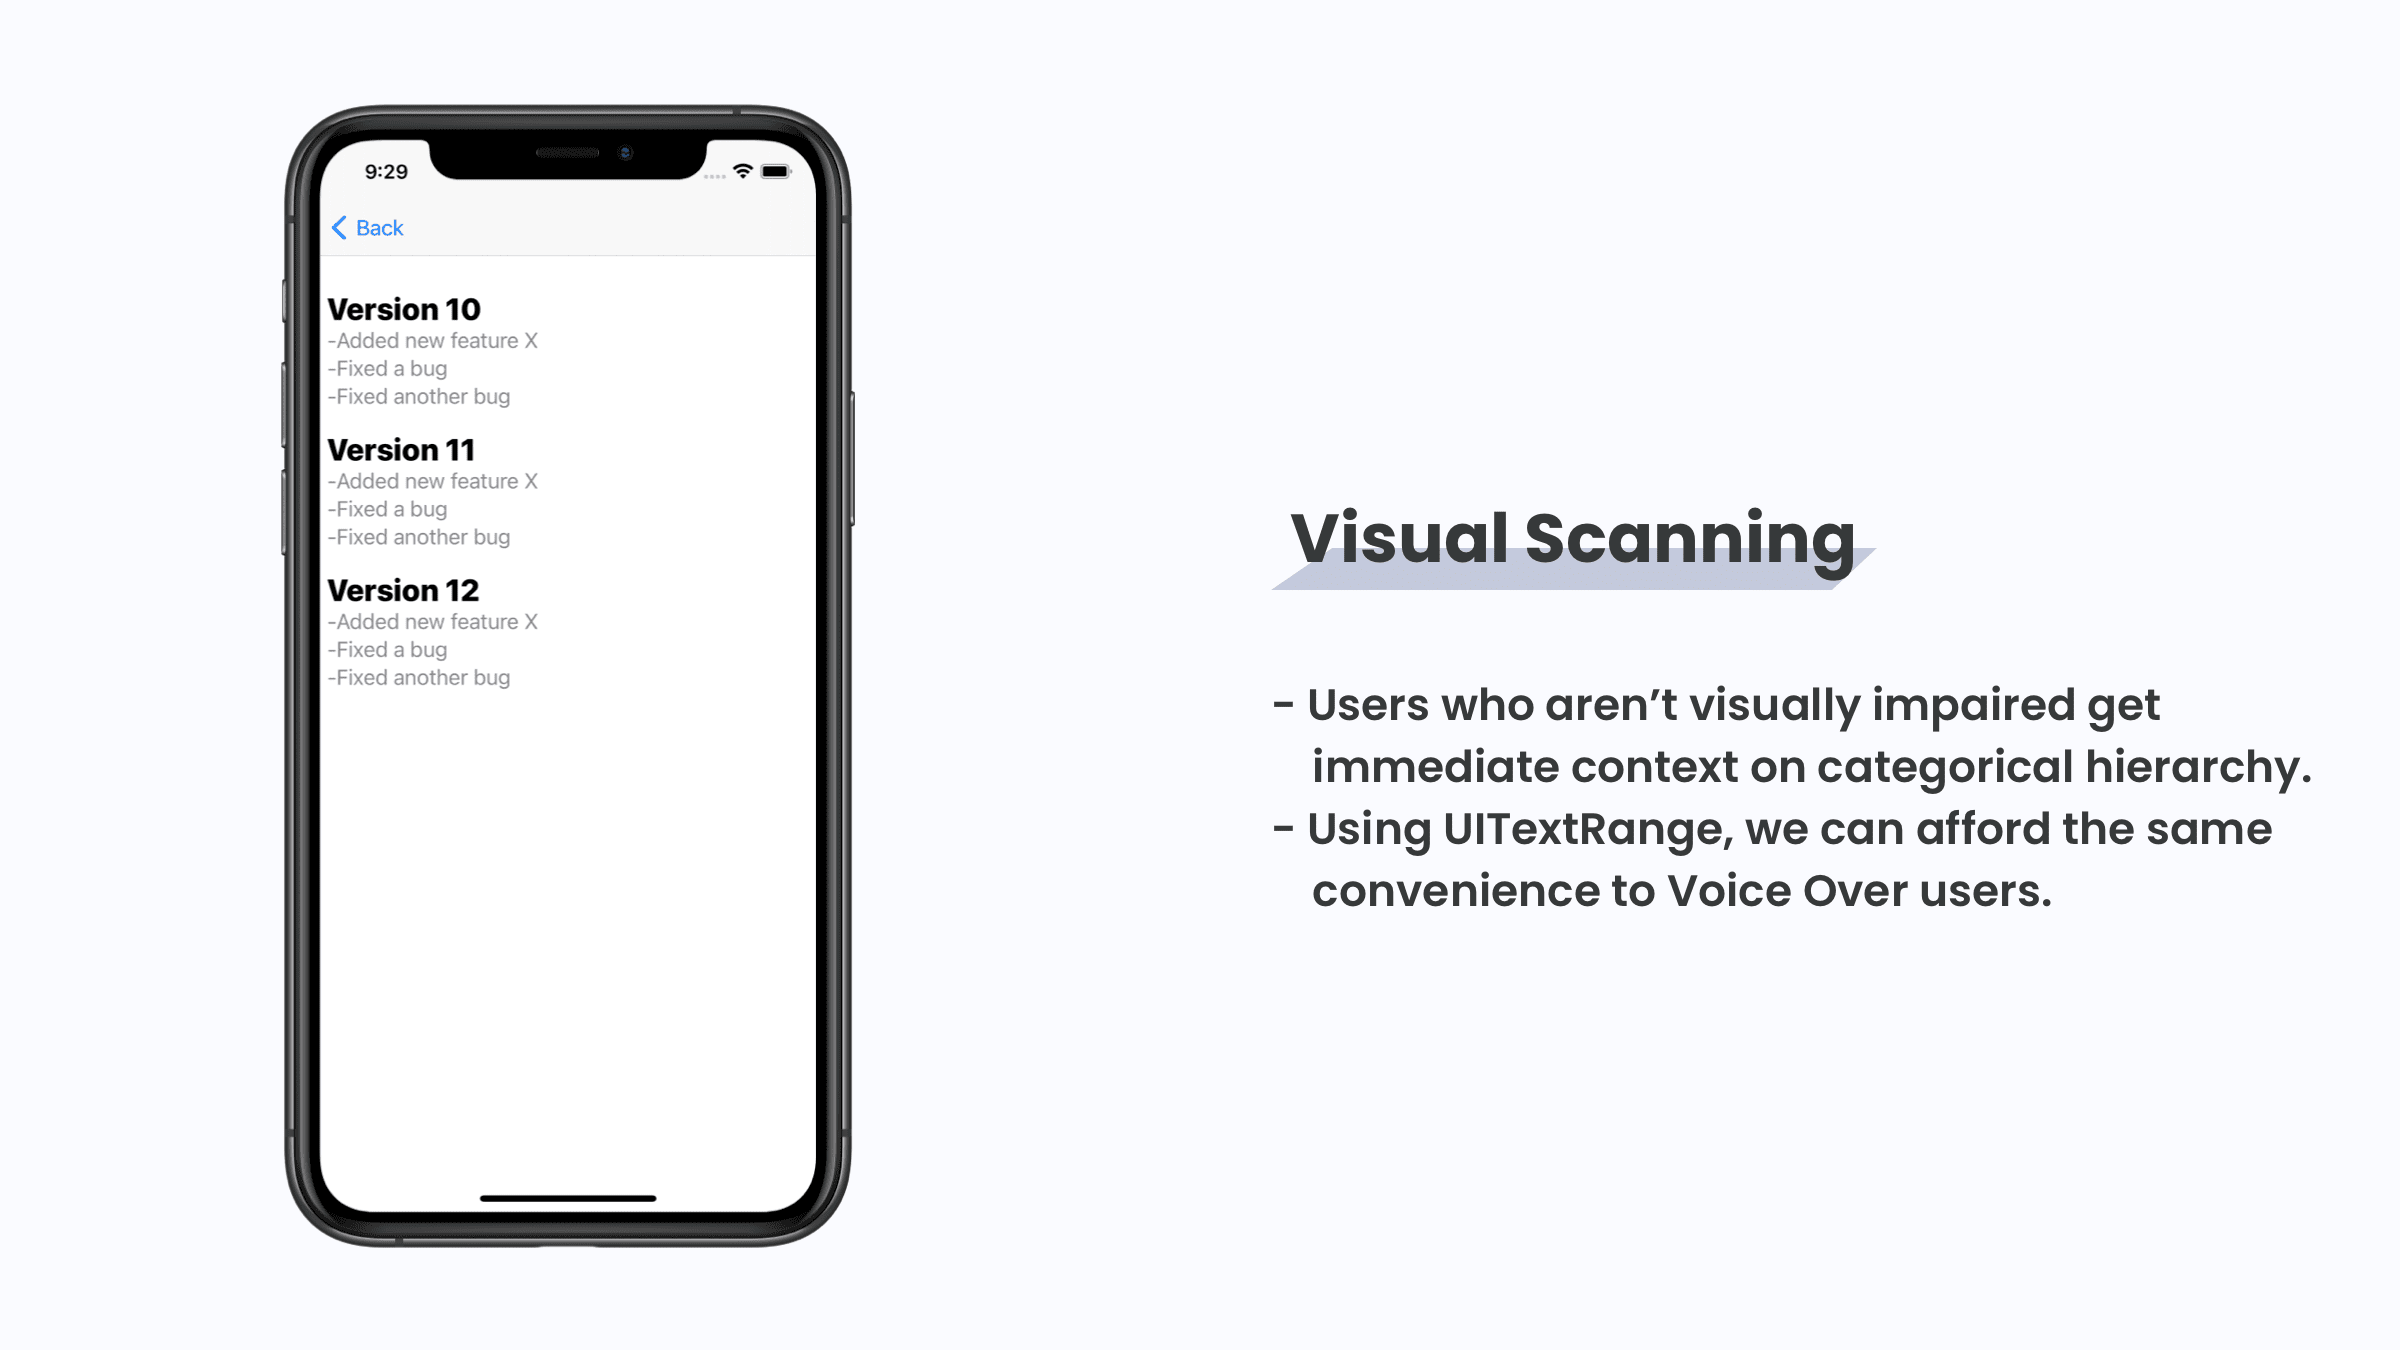 9:29
Back
Version 10
-Added new feature X
-Fixed a bug
-Fixed another bug
Version 11
-Added new feature X
-Fixed a bug
-Fixed another bug
Version 12
-Added new feature X
-Fixed a bug
-Fixed another bug
Visual Scanning
- Users who aren’t visually impaired get
immediate context on categorical hierarchy.
- Using UITextRange, we can afford the same
convenience to Voice Over users.